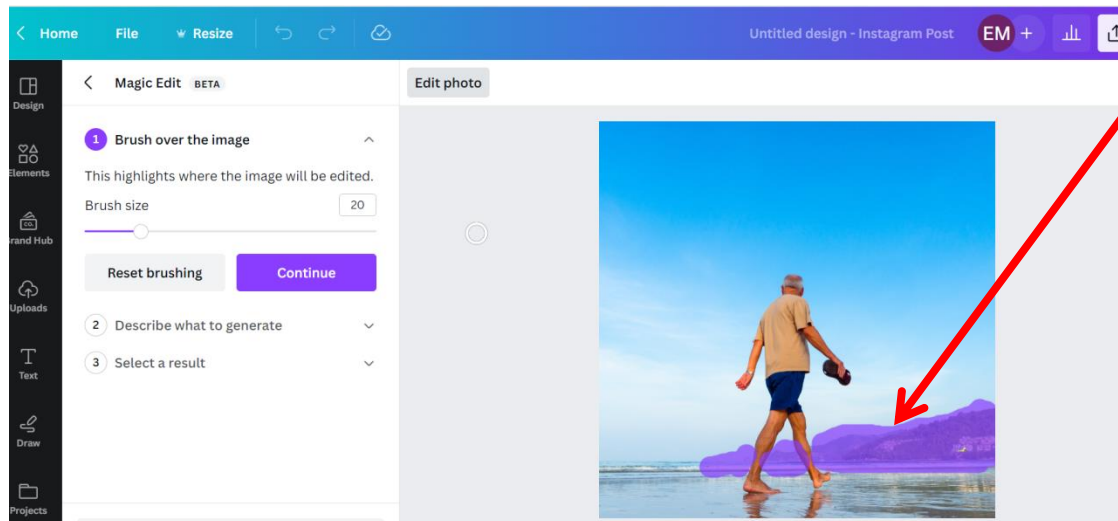 Home File Resize Untitled design - Instagram Post EM +
Design
Elements
Brand Hub
CO.
Uploads
Text
Draw
Projects
Magic Edit BETA
1 Brush over the image
This highlights where the image will be edited.
Brush size 20
Reset brushing Continue
2 Describe what to generate
3 Select a result
Edit photo